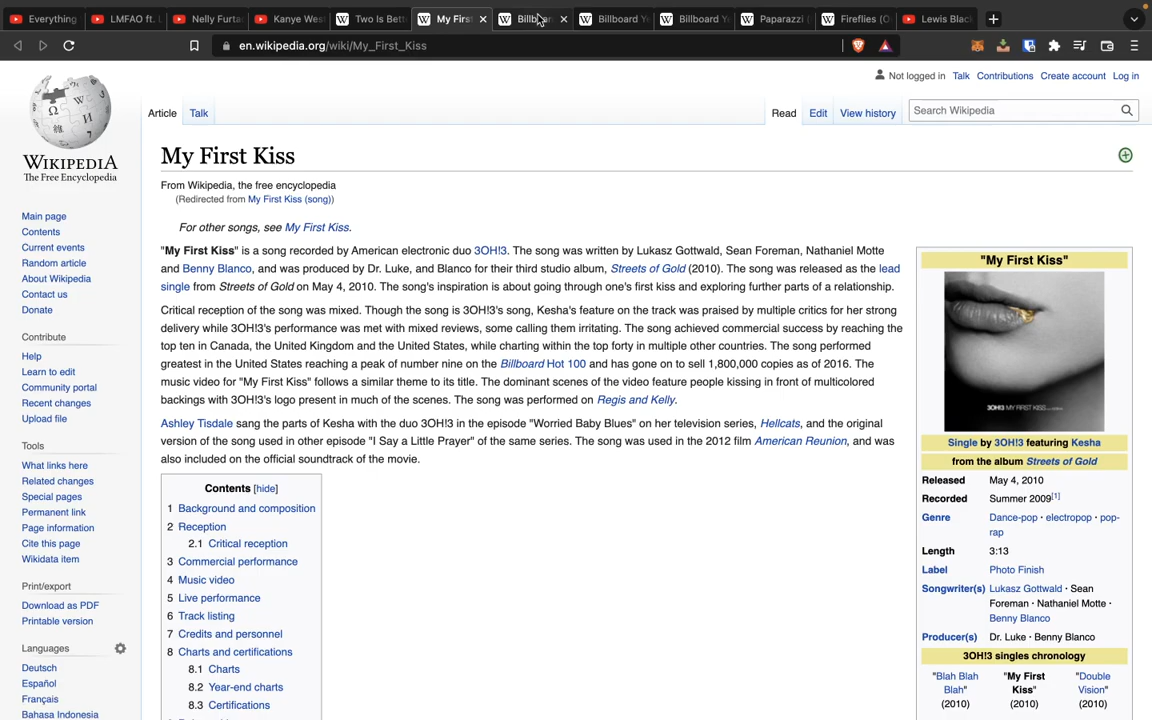 Everything
LMFAO ft. L
Nelly Furta
Kanye Wes
Two Is Bett
My First
Billb
Billboard Y
Billboard Y
Paparazzi (
Fireflies (O
Lewis Blac
en.wikipedia.org/wiki/My_First_Kiss
Not logged in Talk Contributions Create account Log in
Article Talk Read Edit View history Search Wikipedia
WIKIPEDIA
The Free Encyclopedia
Main page
Contents
Current events
Random article
About Wikipedia
Contact us
Donate
Contribute
Help
Learn to edit
Community portal
Recent changes
Upload file
Tools
What links here
Related changes
Special pages
Permanent link
Page information
Cite this page
Wikidata item
Print/export
Download as PDF
Printable version
Languages
Deutsch
Español
Français
Bahasa Indonesia
My First Kiss
From Wikipedia, the free encyclopedia
(Redirected from My First Kiss (song))
For other songs, see My First Kiss.
"My First Kiss" is a song recorded by American electronic duo 3OH!3. The song was written by Lukasz Gottwald, Sean Foreman, Nathaniel Motte
and Benny Blanco, and was produced by Dr. Luke, and Blanco for their third studio album, Streets of Gold (2010). The song was released as the lead
single from Streets of Gold on May 4, 2010. The song's inspiration is about going through one's first kiss and exploring further parts of a relationship.
Critical reception of the song was mixed. Though the song is 3OH!3's song, Kesha's feature on the track was praised by multiple critics for her strong
delivery while 3OH!3's performance was met with mixed reviews, some calling them irritating. The song achieved commercial success by reaching the
top ten in Canada, the United Kingdom and the United States, while charting within the top forty in multiple other countries. The song performed
greatest in the United States reaching a peak of number nine on the Billboard Hot 100 and has gone on to sell 1,800,000 copies as of 2016. The
music video for "My First Kiss" follows a similar theme to its title. The dominant scenes of the video feature people kissing in front of multicolored
backings with 3OH!3's logo present in much of the scenes. The song was performed on Regis and Kelly.
Ashley Tisdale sang the parts of Kesha with the duo 3OH!3 in the episode "Worried Baby Blues" on her television series, Hellcats, and the original
version of the song used in other episode "I Say a Little Prayer" of the same series. The song was used in the 2012 film American Reunion, and was
also included on the official soundtrack of the movie.
Contents [hide]
1 Background and composition
2 Reception
2.1 Critical reception
3 Commercial performance
4 Music video
5 Live performance
6 Track listing
7 Credits and personnel
8 Charts and certifications
8.1 Charts
8.2 Year-end charts
8.3 Certifications
"My First Kiss"
3OH!3 MY FIRST KISS
Single by 3OH!3 featuring Kesha
from the album Streets of Gold
Released May 4, 2010
Recorded Summer 2009[1]
Genre Dance-pop · electropop · pop-
rap
Length 3:13
Label Photo Finish
Songwriter(s) Lukasz Gottwald · Sean
Foreman · Nathaniel Motte ·
Benny Blanco
Producer(s) Dr. Luke · Benny Blanco
3OH!3 singles chronology
"Blah Blah "My First "Double
Blah" Kiss" Vision"
(2010) (2010) (2010)